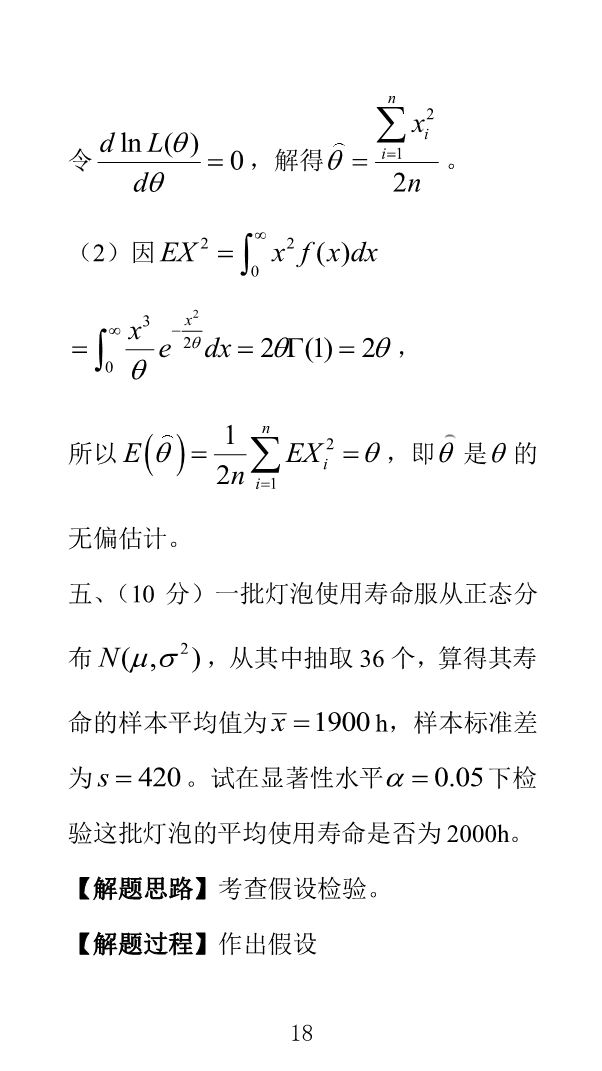 令 $\frac{d\ln L(\theta)}{d\theta}=0$，解得$\hat{\theta}=\frac{\sum_{i=1}^{n}x_i^2}{2n}$。
（2）因 $EX^2=\int_0^{\infty}x^2f(x)dx$
$=\int_0^{\infty}\frac{x^3}{\theta}e^{-\frac{x^2}{2\theta}}dx=2\theta\Gamma(1)=2\theta$，
所以 $E(\hat{\theta})=\frac{1}{2n}\sum_{i=1}^{n}EX_i^2=\theta$，即$\hat{\theta}$ 是$\theta$ 的
无偏估计。
五、（10 分）一批灯泡使用寿命服从正态分
布 $N(\mu,\sigma^2)$，从其中抽取 36 个，算得其寿
命的样本平均值为$\overline{x}=1900$ h，样本标准差
为$s=420$。试在显著性水平$\alpha=0.05$下检
验这批灯泡的平均使用寿命是否为 2000h。
【解题思路】考查假设检验。
【解题过程】作出假设
18